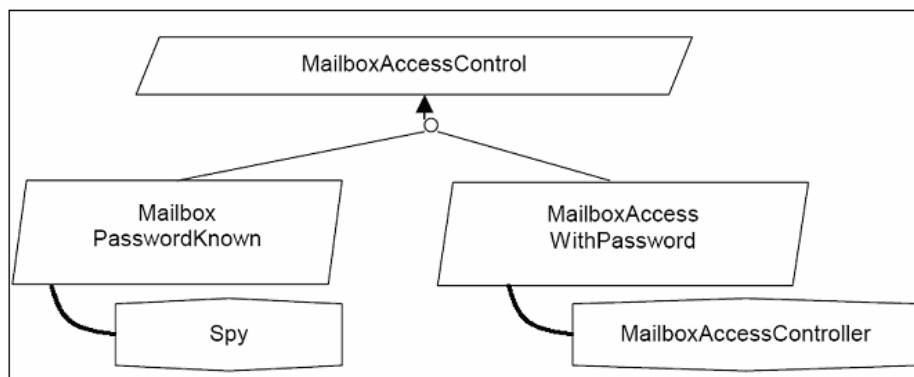 MailboxAccessControl
Mailbox
PasswordKnown
MailboxAccess
WithPassword
Spy
MailboxAccessController